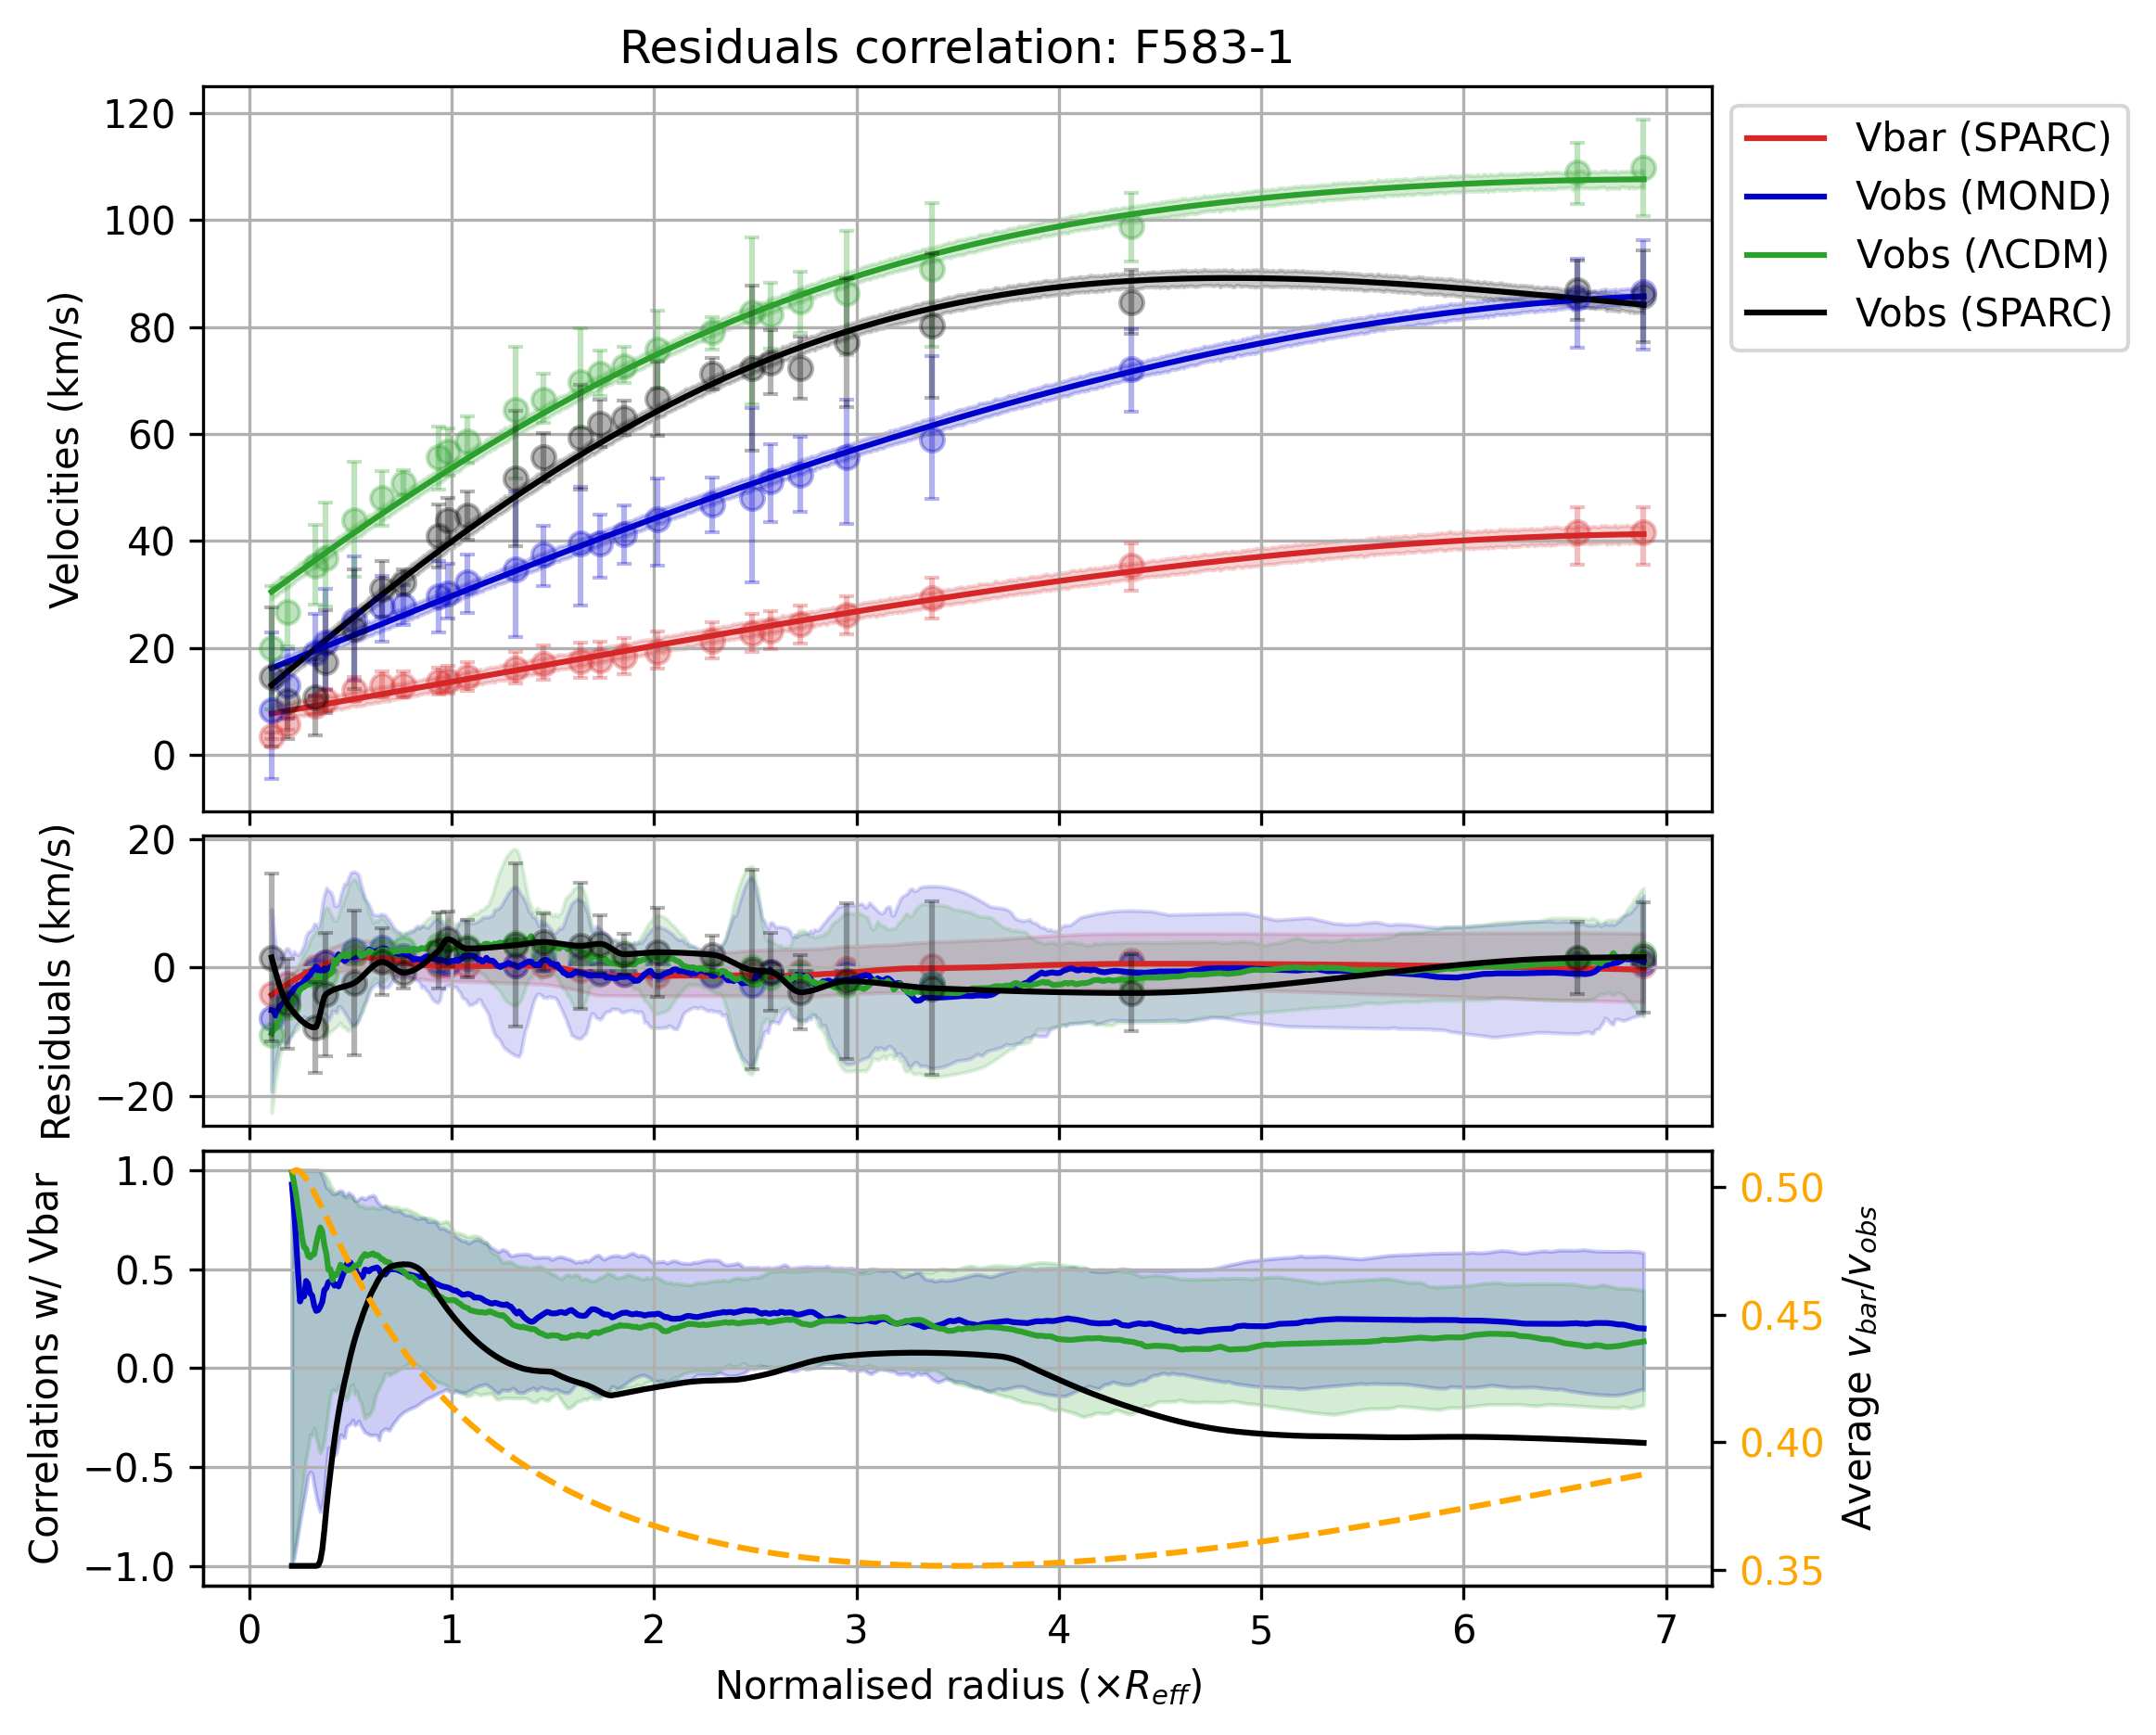 Residuals correlation: F583-1
120
100
80
60
40
20
0
Velocities (km/s)
Vbar (SPARC)
Vobs (MOND)
Vobs (ΛCDM)
Vobs (SPARC)
20
0
−20
Residuals (km/s)
1.0
0.5
0.0
−0.5
−1.0
Correlations w/ Vbar
0.50
0.45
0.40
0.35
Average v_bar/v_obs
0 1 2 3 4 5 6 7
Normalised radius (×R_eff)